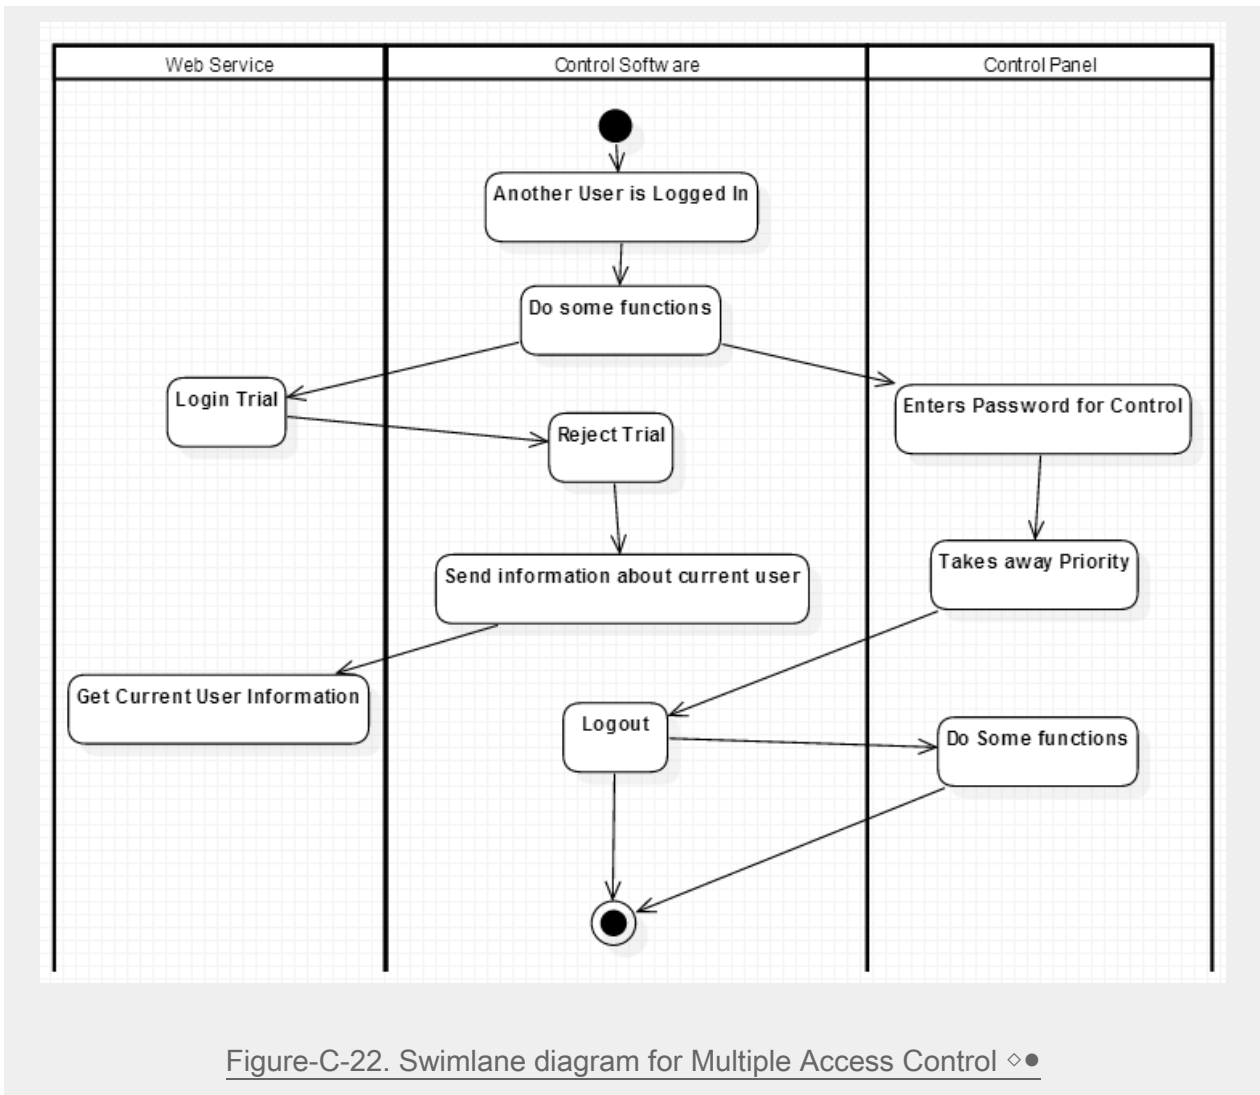 Web Service
Control Software
Control Panel
Another User is Logged In
Do some functions
Login Trial
Enters Password for Control
Reject Trial
Takes away Priority
Send information about current user
Get Current User Information
Logout
Do Some functions
Figure-C-22. Swimlane diagram for Multiple Access Control ◇●